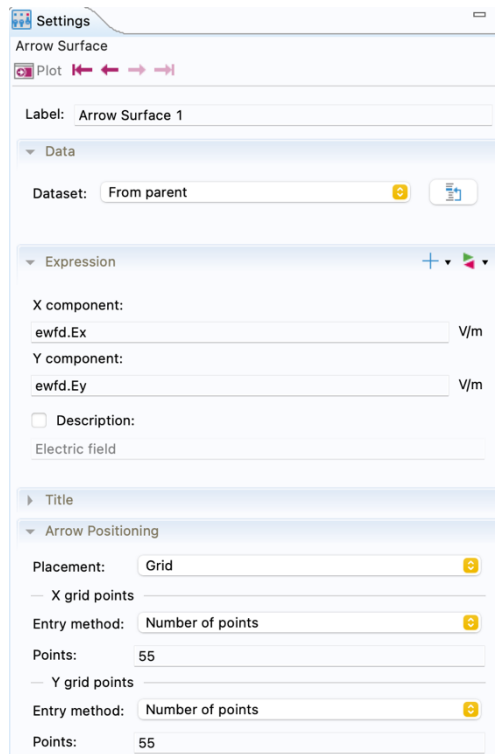 Settings
Arrow Surface
Plot
Label: Arrow Surface 1
Data
Dataset: From parent
Expression
X component:
ewfd.Ex V/m
Y component:
ewfd.Ey V/m
Description:
Electric field
Title
Arrow Positioning
Placement: Grid
X grid points
Entry method: Number of points
Points: 55
Y grid points
Entry method: Number of points
Points: 55